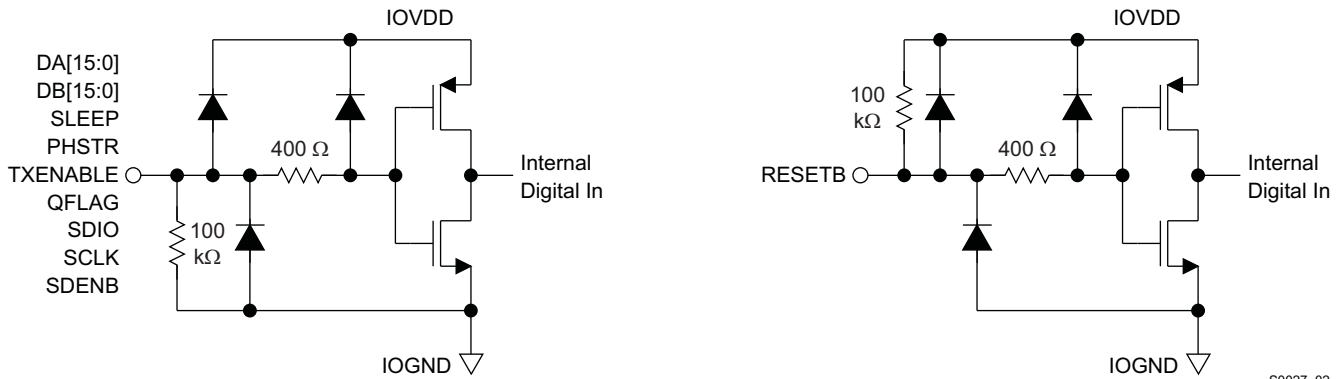 IOVDD
DA[15:0]
DB[15:0]
SLEEP
PHSTR
TXENABLE
QFLAG
SDIO
SCLK
SDENB
400 Ω
100
kΩ
Internal
Digital In
IOGND
IOVDD
100
kΩ
400 Ω
RESETB
Internal
Digital In
IOGND